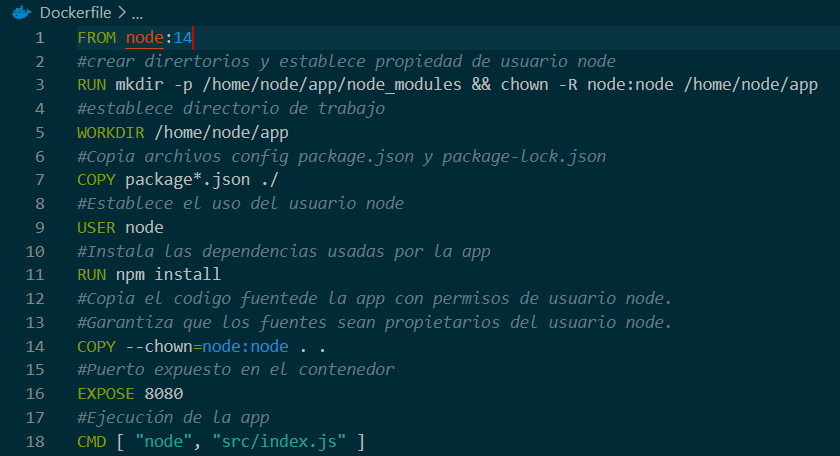 Dockerfile > ...
1 FROM node:14
2 #crear dirertorios y establece propiedad de usuario node
3 RUN mkdir -p /home/node/app/node_modules && chown -R node:node /home/node/app
4 #establece directorio de trabajo
5 WORKDIR /home/node/app
6 #Copia archivos config package.json y package-lock.json
7 COPY package*.json ./
8 #Establece el uso del usuario node
9 USER node
10 #Instala las dependencias usadas por la app
11 RUN npm install
12 #Copia el codigo fuentede la app con permisos de usuario node.
13 #Garantiza que los fuentes sean propietarios del usuario node.
14 COPY --chown=node:node . .
15 #Puerto expuesto en el contenedor
16 EXPOSE 8080
17 #Ejecución de la app
18 CMD [ "node", "src/index.js" ]